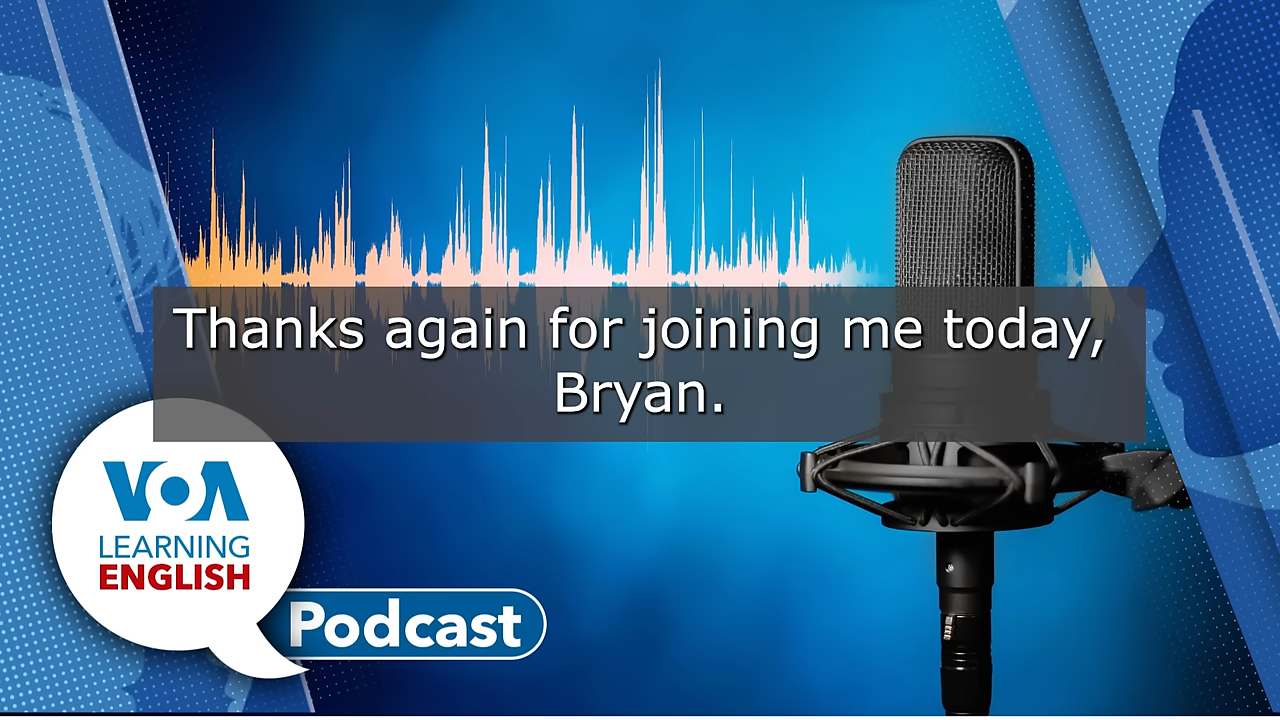 Thanks again for joining me today,
Bryan.
VOA
LEARNING
ENGLISH
Podcast